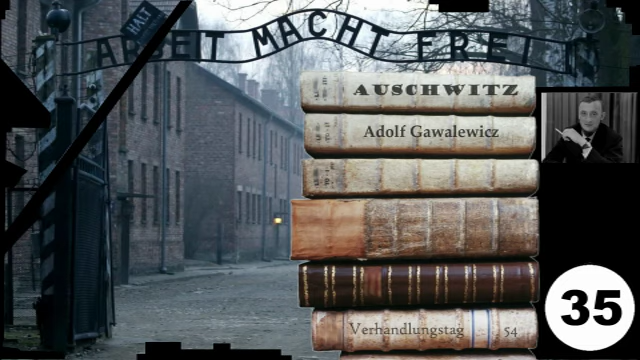 ARBEIT MACHT FREI
HALT
AUSCHWITZ
Adolf Gawalewicz
Verhandlungstag 54
35